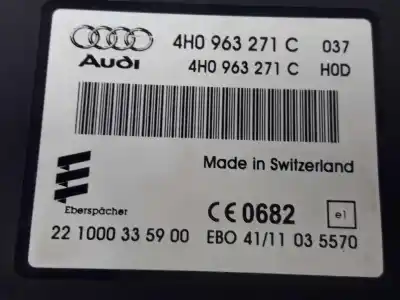 4H0 963 271 C 037
Audi 4H0 963 271 C H0D
Made in Switzerland
Eberspächer
CE 0682 e1
22 1000 33 59 00 EBO 41/11 03 5570